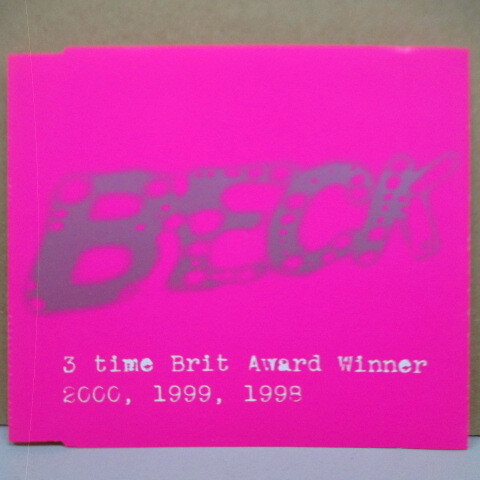 BECK
3 time Brit Award Winner
2000, 1999, 1998